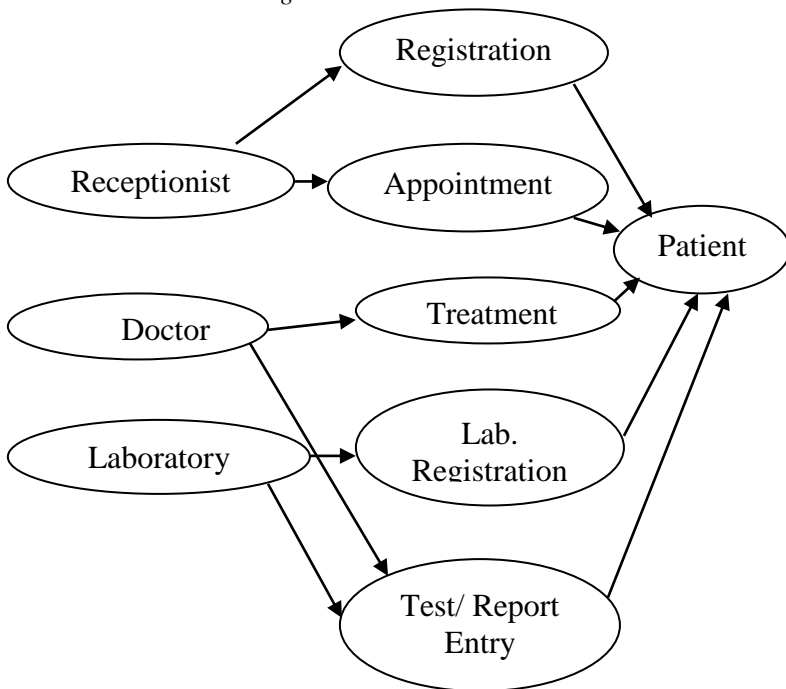 Registration
Receptionist
Appointment
Patient
Doctor
Treatment
Laboratory
Lab.
Registration
Test/ Report
Entry